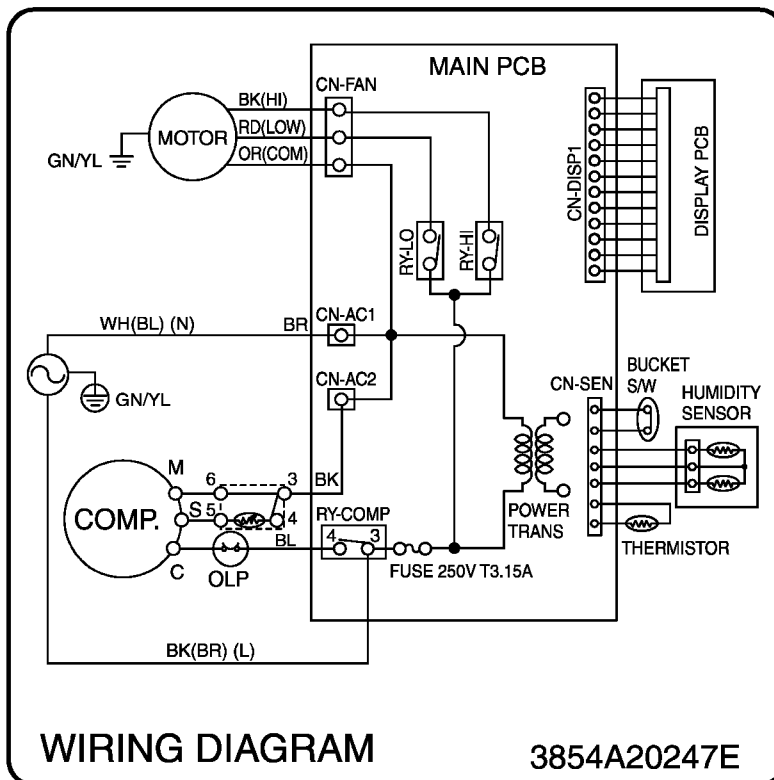 MAIN PCB
CN-FAN
BK(HI)
RD(LOW)
OR(COM)
MOTOR
GN/YL
CN-DISP1
DISPLAY PCB
RY-LO
RY-HI
CN-AC1
WH(BL) (N)
BR
CN-AC2
GN/YL
CN-SEN
BUCKET
S/W
HUMIDITY
SENSOR
M
6
3
BK
S
5
4
COMP.
C
OLP
BL
RY-COMP
4
3
FUSE 250V T3.15A
POWER
TRANS
THERMISTOR
BK(BR) (L)
WIRING DIAGRAM
3854A20247E